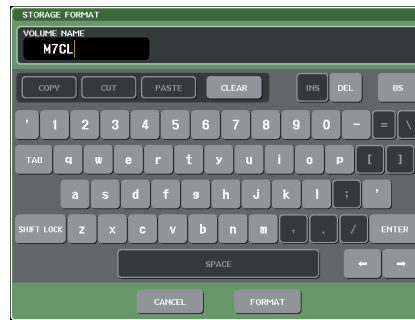 STORAGE FORMAT
VOLUME NAME
M7CL
COPY CUT PASTE CLEAR INS DEL BS
' 1 2 3 4 5 6 7 8 9 0 - = \
TAB q w e r t y u i o p [ ]
a s d f g h j k l ; '
SHIFT LOCK z x c v b n m , . / ENTER
SPACE ← →
CANCEL FORMAT